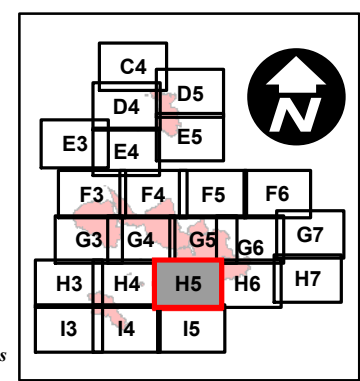 C4
D4 D5
E3 E4 E5
N
F3 F4 F5 F6
G3 G4 G5 G6 G7
H3 H4 H5 H6 H7
I3 I4 I5
s